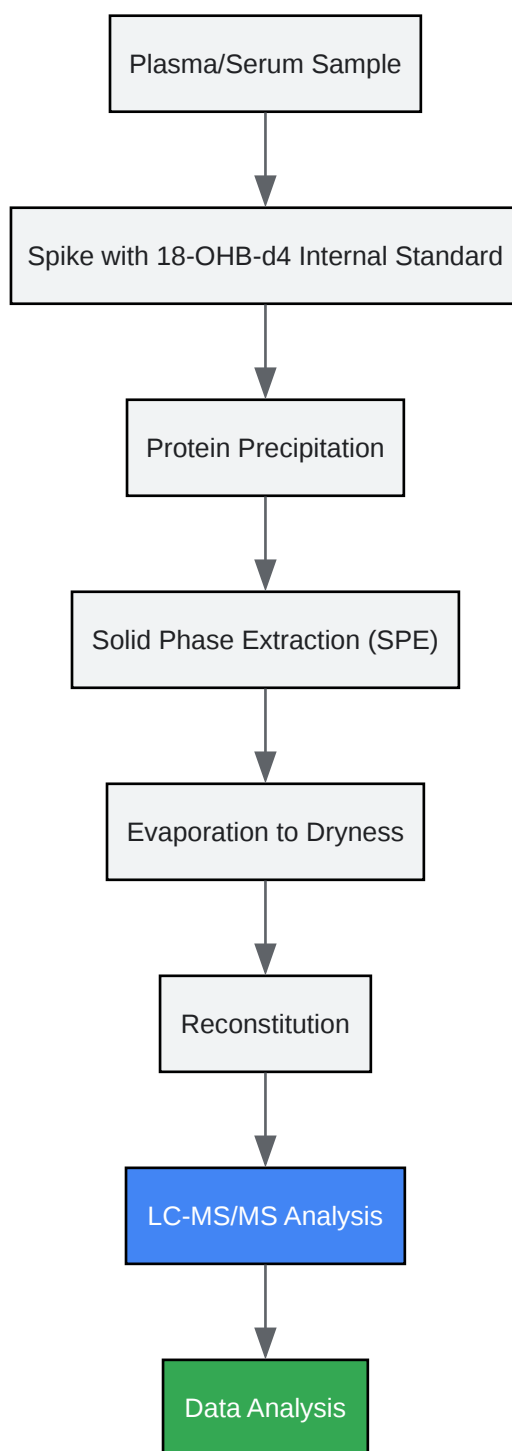 Plasma/Serum Sample
Spike with 18-OHB-d4 Internal Standard
Protein Precipitation
Solid Phase Extraction (SPE)
Evaporation to Dryness
Reconstitution
LC-MS/MS Analysis
Data Analysis